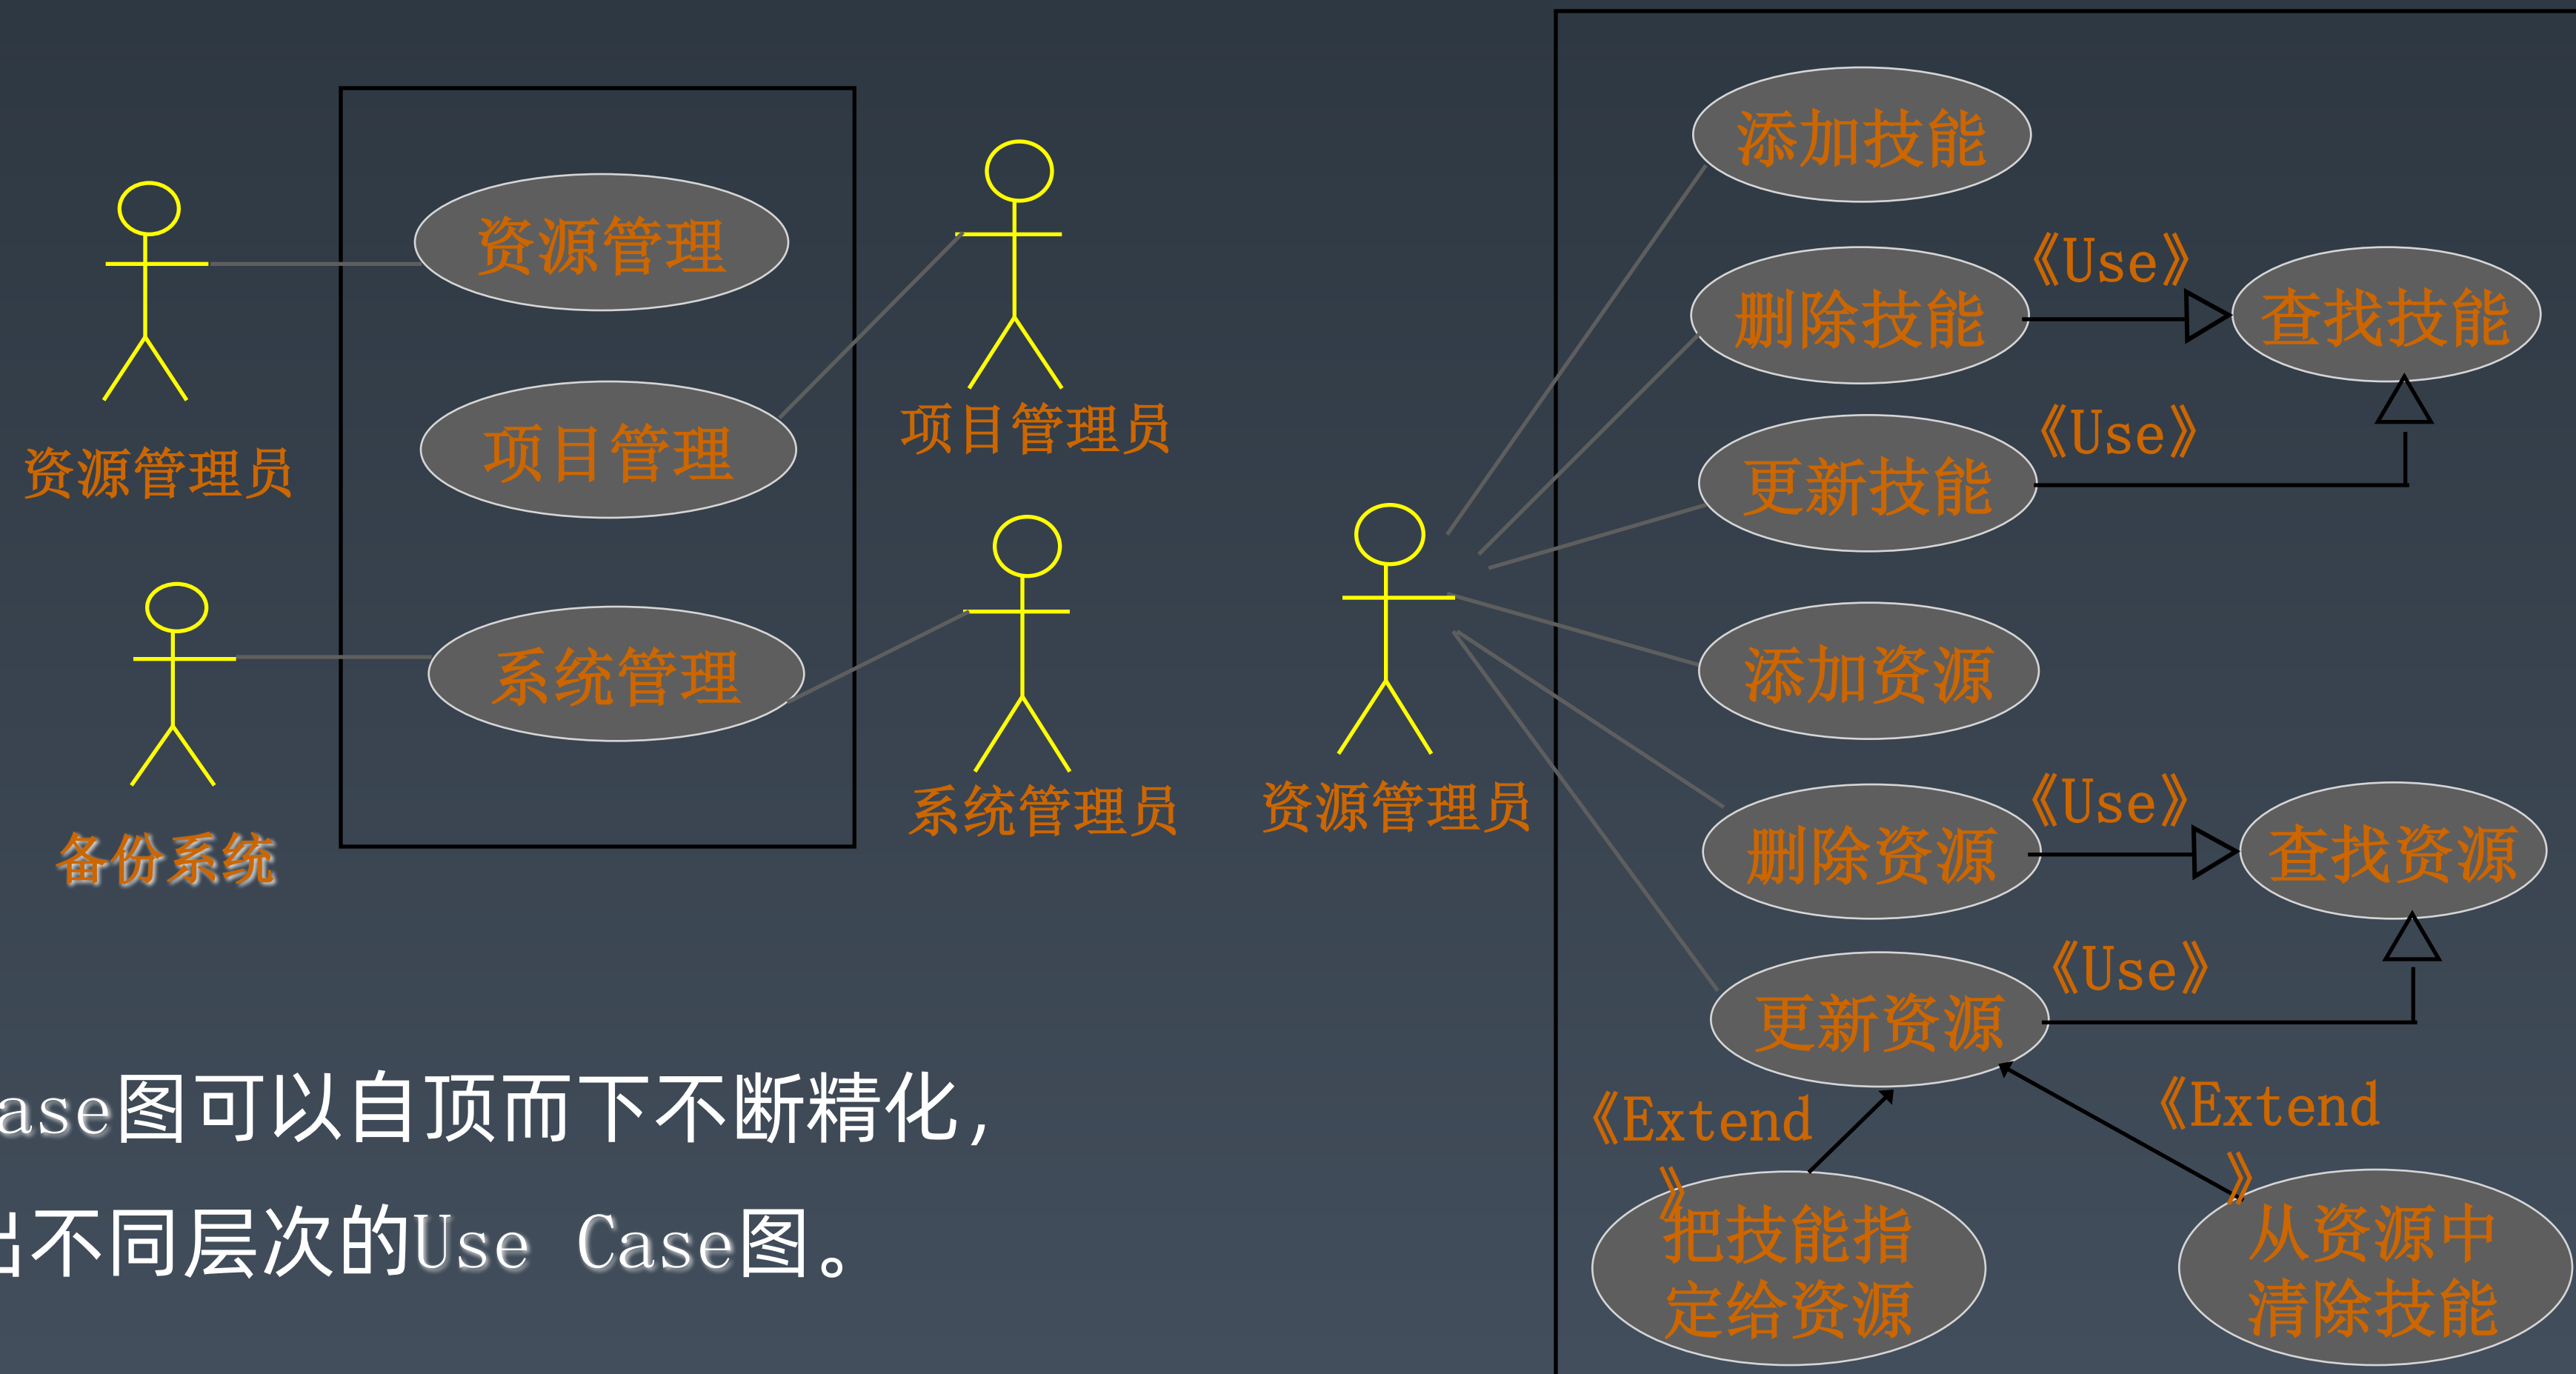 资源管理
项目管理
系统管理
资源管理员
备份系统
项目管理员
系统管理员
资源管理员
添加技能
删除技能
《Use》
查找技能
更新技能
《Use》
添加资源
删除资源
《Use》
查找资源
更新资源
《Use》
《Extend
》
《Extend
》
把技能指
定给资源
从资源中
清除技能
ase图可以自顶而下不断精化,
出不同层次的Use Case图。